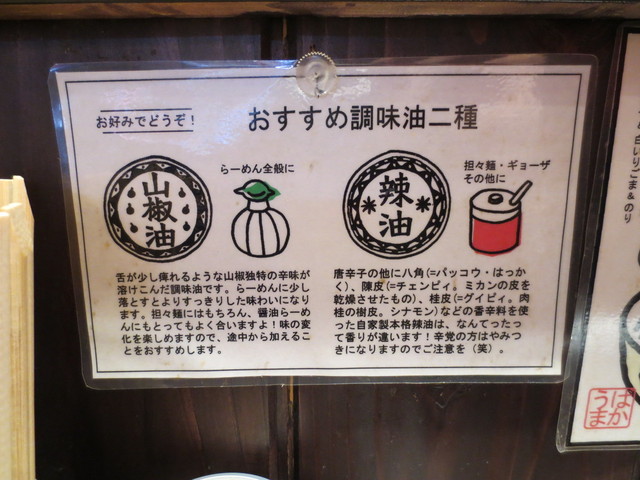 お好みでどうぞ！
おすすめ調味油二種
山椒油
らーめん全般に
舌が少し痺れるような山椒独特の辛味が
溶けこんだ調味油です。らーめんに少し
落とすとよりすっきりした味わいになり
ます。担々麺にはもちろん、醤油らーめ
んにもとってもよく合いますよ！味の変
化を楽しめますので、途中から加えるこ
とをおすすめします。
辣油
担々麺・ギョーザ
その他に
唐辛子の他に八角(=パッコウ・はっか
く)、陳皮(=チェンピィ。ミカンの皮を
乾燥させたもの)、桂皮(=グイピィ。肉
桂の樹皮。シナモン)などの香辛料を使
った自家製本格辣油は、なんてったっ
て香りが違います！辛党の方はやみつ
きになりますのでご注意を（笑）。
白いりごま&のり
ばか
うま